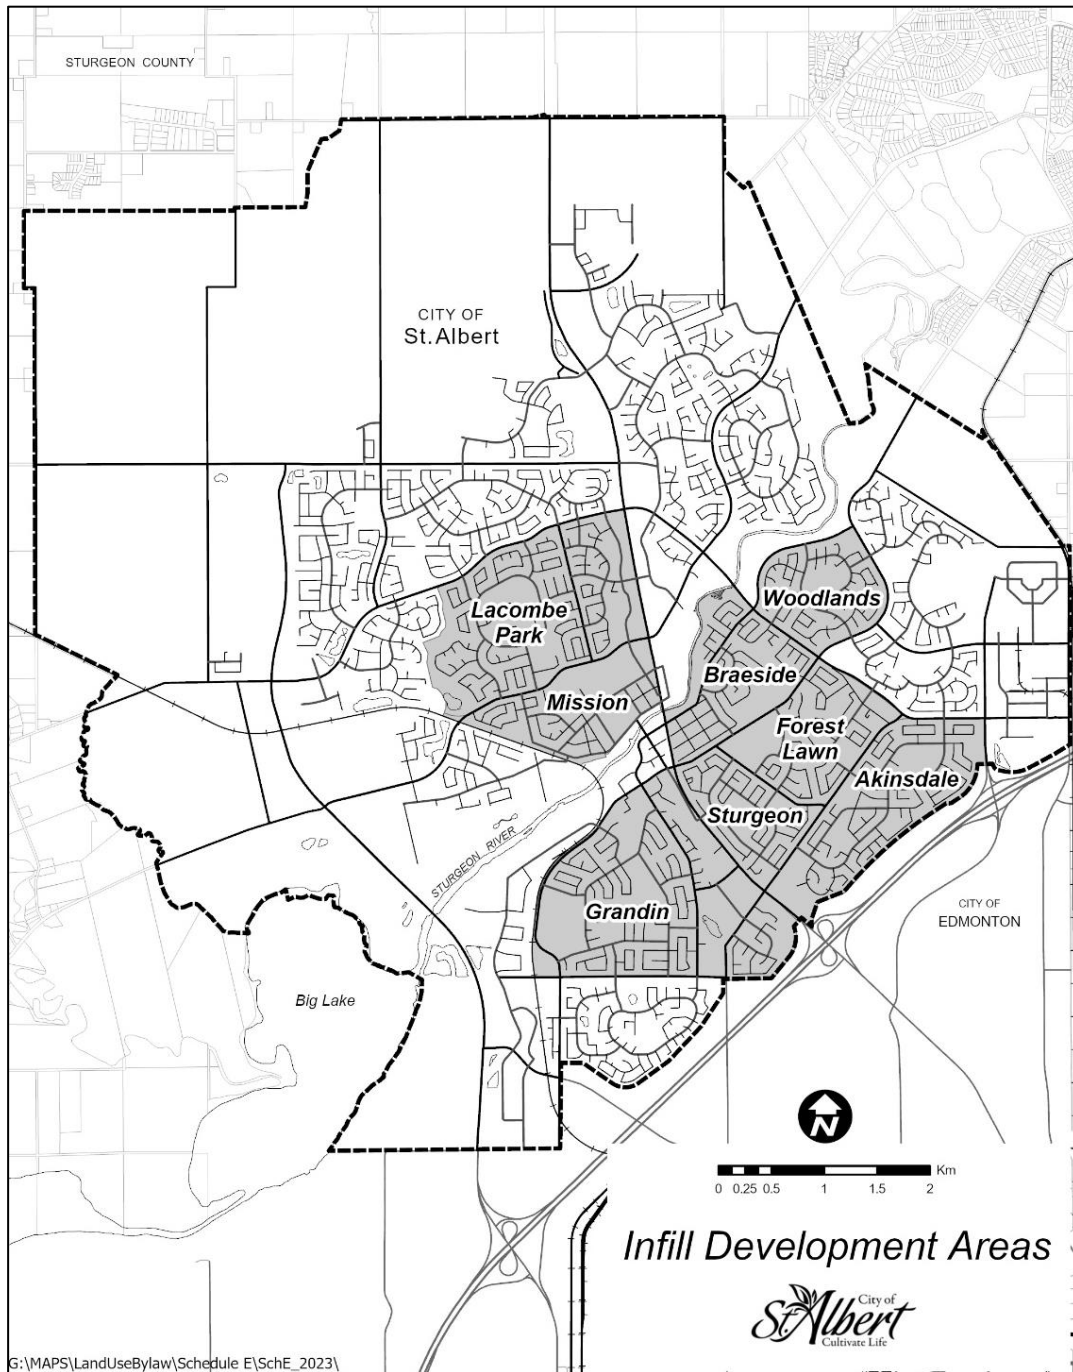 STURGEON COUNTY
CITY OF
St.Albert
Woodlands
Lacombe
Park
Braeside
Mission
Forest
Lawn
Akinsdale
Sturgeon
STURGEON RIVER
Grandin
CITY OF
EDMONTON
Big Lake
N
Km
0 0.25 0.5 1 1.5 2
Infill Development Areas
City of
St.Albert
Cultivate Life
G:\MAPS\LandUseBylaw\Schedule E\SchE_2023\